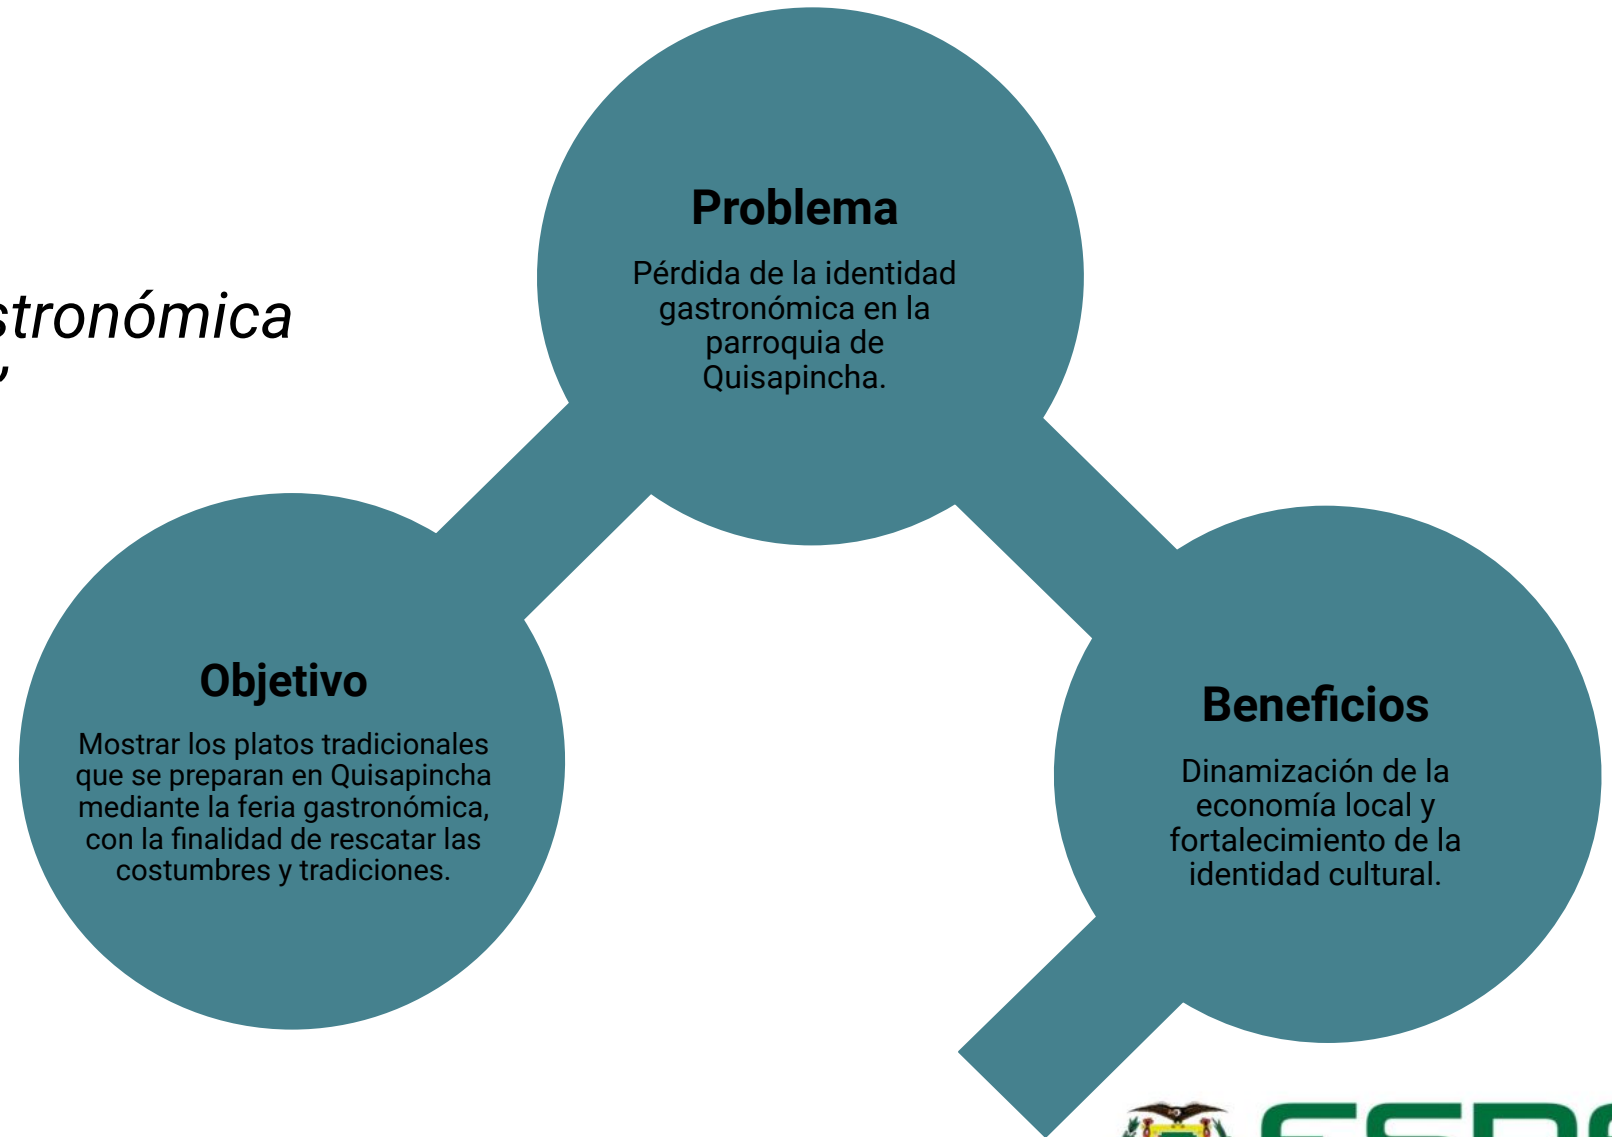 stronómica
”
Problema
Pérdida de la identidad
gastronómica en la
parroquia de
Quisapincha.
Objetivo
Mostrar los platos tradicionales
que se preparan en Quisapincha
mediante la feria gastronómica,
con la finalidad de rescatar las
costumbres y tradiciones.
Beneficios
Dinamización de la
economía local y
fortalecimiento de la
identidad cultural.